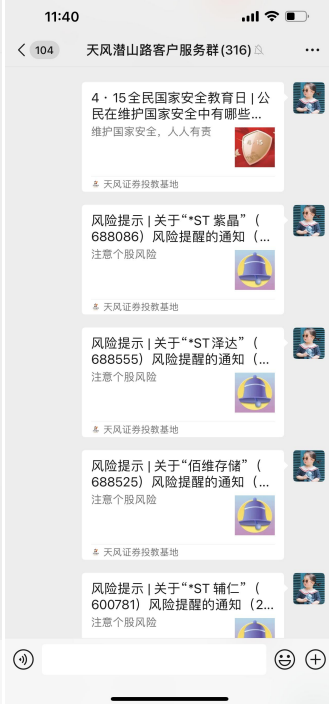 11:40
104
天风潜山路客户服务群(316)
4·15全民国家安全教育日 | 公
民在维护国家安全中有哪些...
维护国家安全，人人有责
天风证券投教基地
风险提示 | 关于“*ST 紫晶”（
688086）风险提醒的通知（...
注意个股风险
天风证券投教基地
风险提示 | 关于“*ST泽达”（
688555）风险提醒的通知（...
注意个股风险
天风证券投教基地
风险提示 | 关于“佰维存储”（
688525）风险提醒的通知（...
注意个股风险
天风证券投教基地
风险提示 | 关于“*ST 辅仁”（
600781）风险提醒的通知（2...
注意个股风险